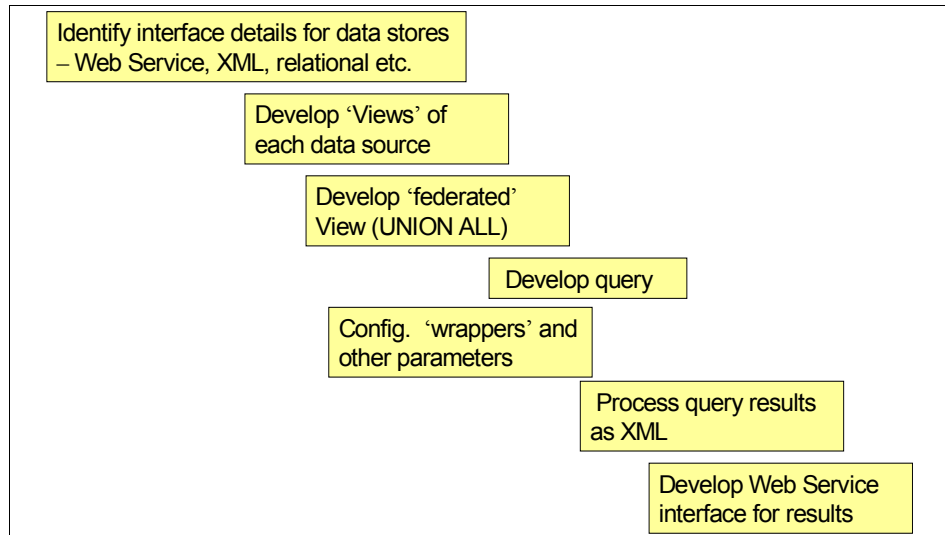 Identify interface details for data stores
– Web Service, XML, relational etc.
Develop ‘Views’ of
each data source
Develop ‘federated’
View (UNION ALL)
Develop query
Config. ‘wrappers’ and
other parameters
Process query results
as XML
Develop Web Service
interface for results